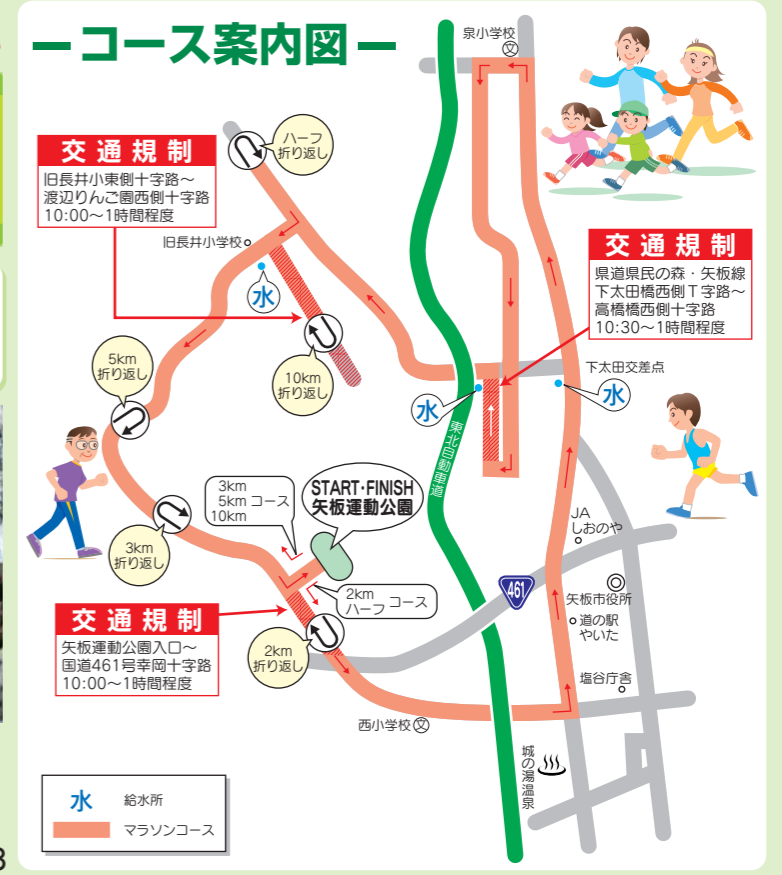 ーコース案内図ー
泉小学校
文
ハーフ
折り返し
交通規制
旧長井小東側十字路～
渡辺りんご園西側十字路
10:00～1時間程度
旧長井小学校
水
交通規制
県道県民の森・矢板線
下太田橋西側T字路～
高橋橋西側十字路
10:30～1時間程度
5km
折り返し
10km
折り返し
下太田交差点
水
水
東北自動車道
3km
5km コース
10km
START・FINISH
矢板運動公園
JA
しおのや
3km
折り返し
461
2km
ハーフ コース
矢板市役所
道の駅
やいた
交通規制
矢板運動公園入口～
国道461号幸岡十字路
10:00～1時間程度
2km
折り返し
塩谷庁舎
西小学校
文
城の湯温泉
水 給水所
マラソンコース
3